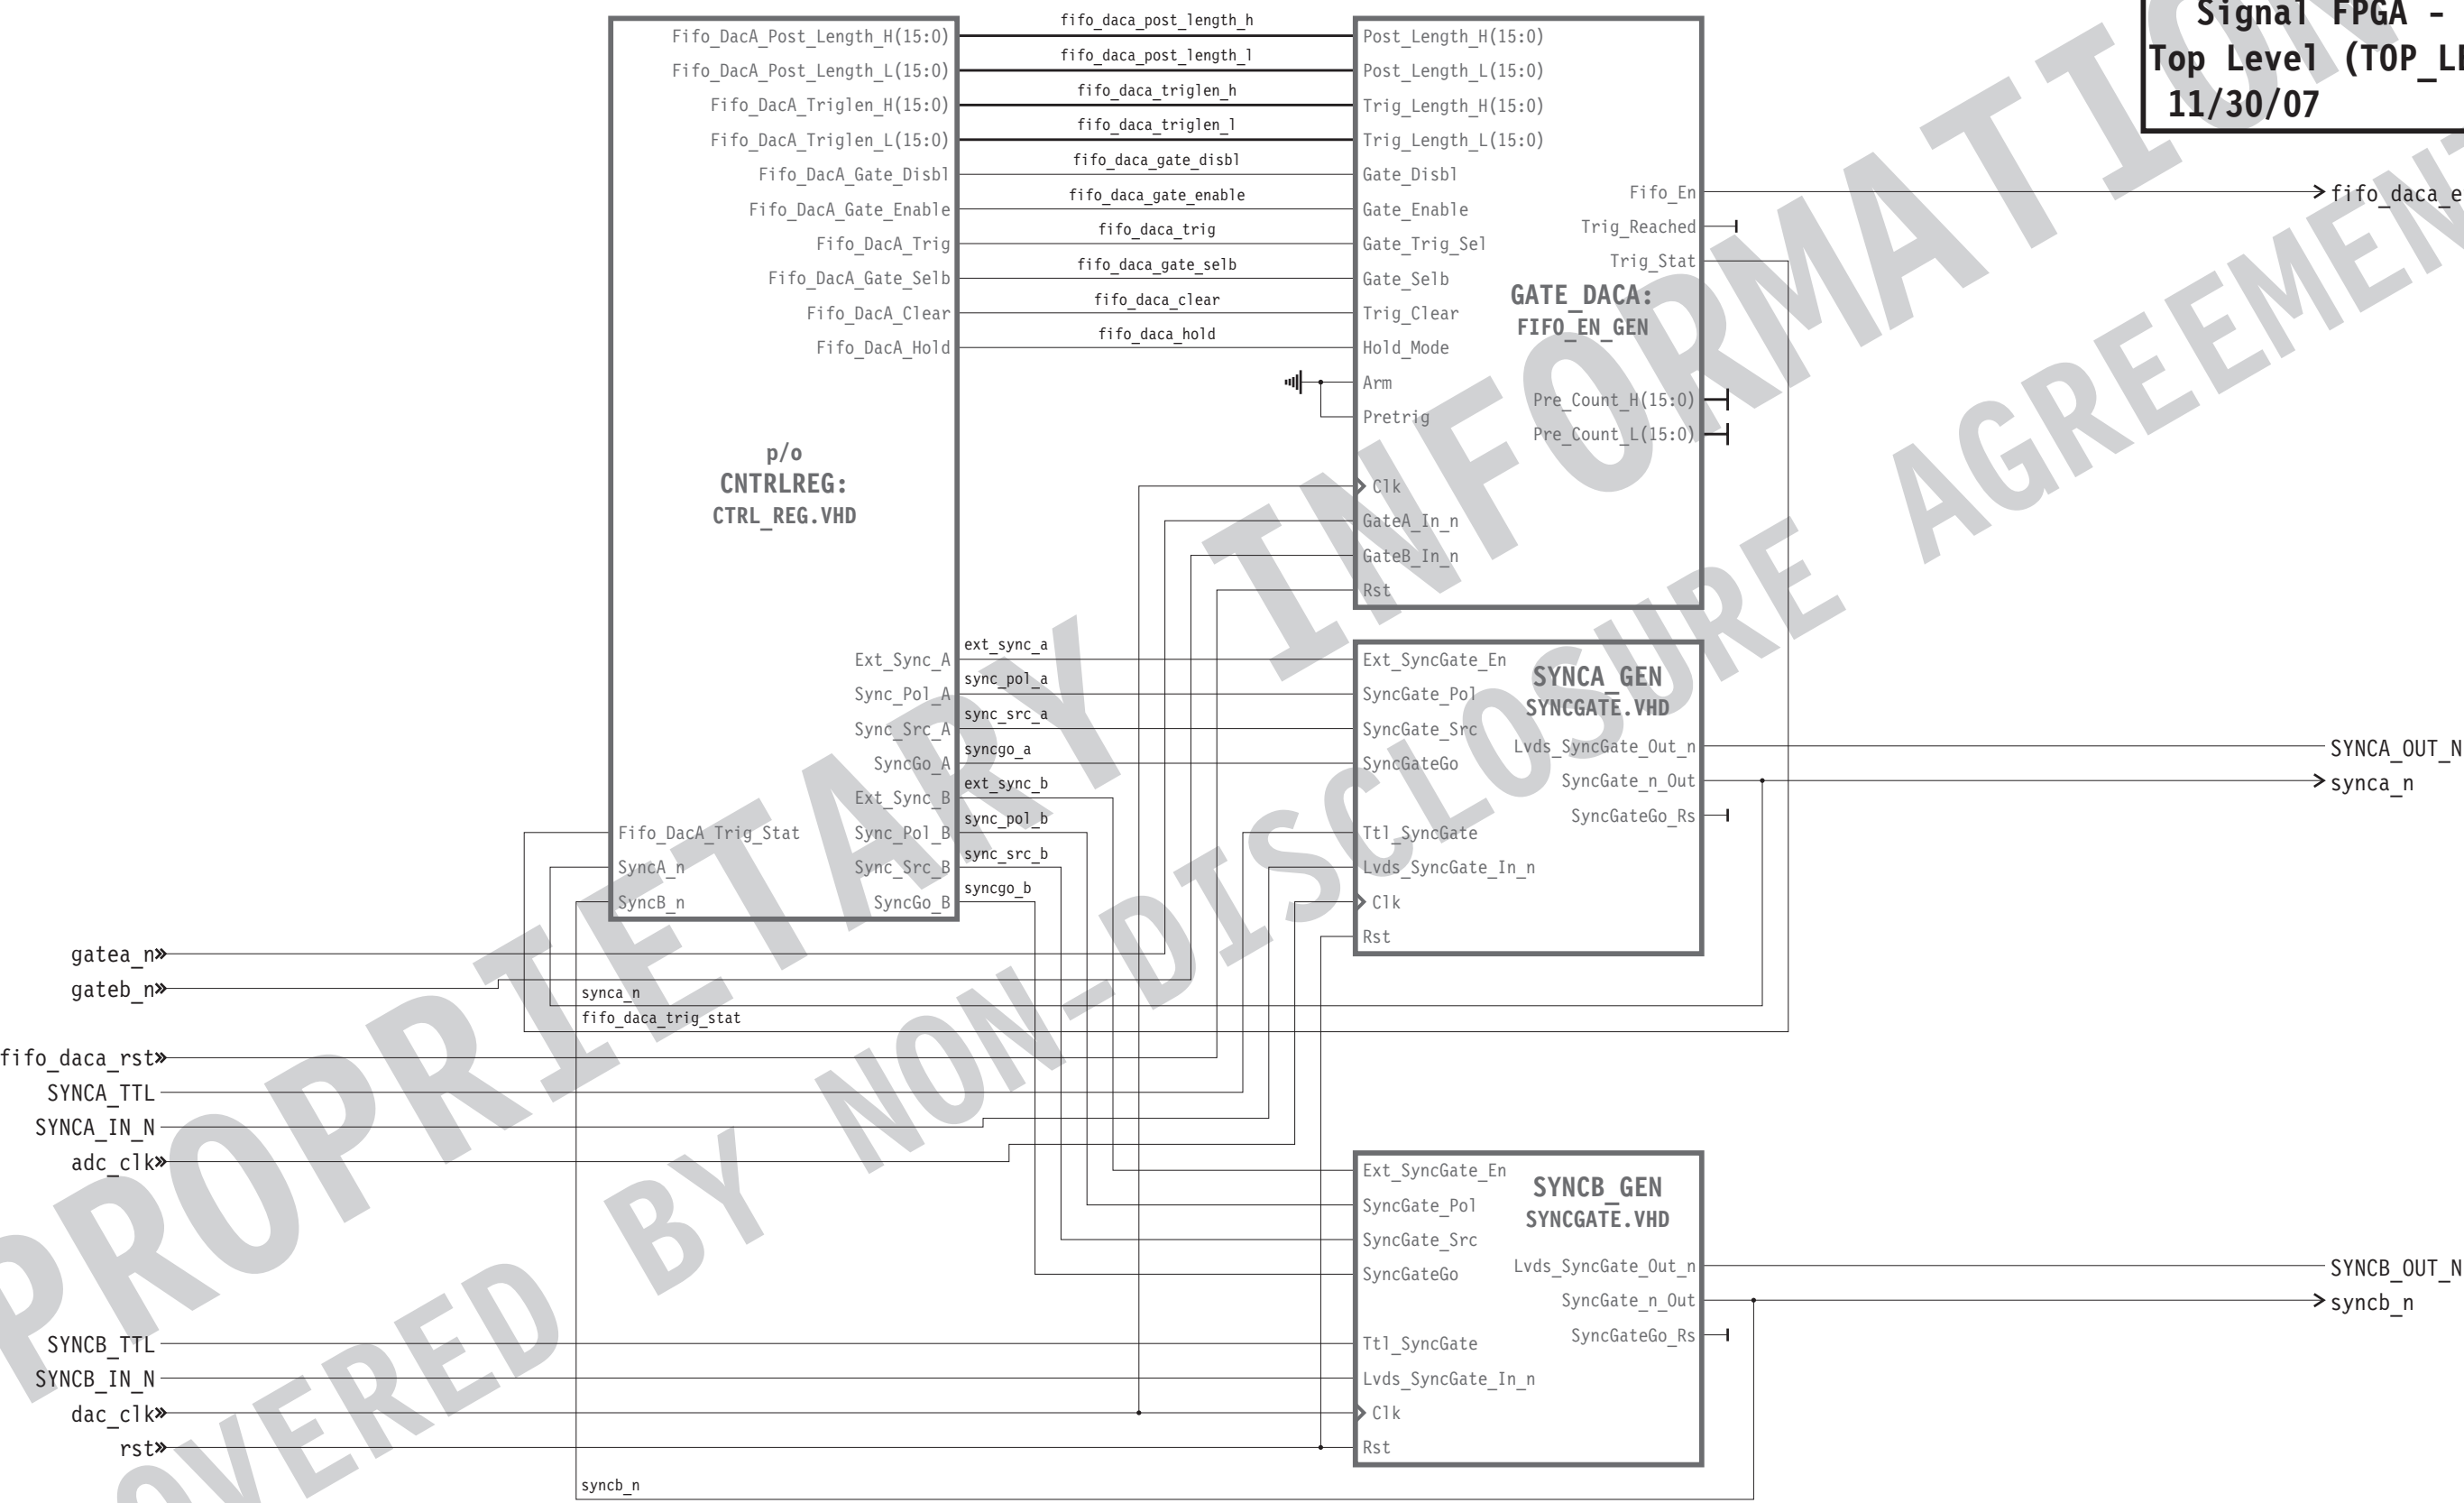 Signal FPGA -
Top Level (TOP_LE
11/30/07
fifo_daca_post_length_h
fifo_daca_post_length_l
fifo_daca_triglen_h
fifo_daca_triglen_l
fifo_daca_gate_disbl
fifo_daca_gate_enable
fifo_daca_trig
fifo_daca_gate_selb
fifo_daca_clear
fifo_daca_hold
Fifo_DacA_Post_Length_H(15:0)
Fifo_DacA_Post_Length_L(15:0)
Fifo_DacA_Triglen_H(15:0)
Fifo_DacA_Triglen_L(15:0)
Fifo_DacA_Gate_Disbl
Fifo_DacA_Gate_Enable
Fifo_DacA_Trig
Fifo_DacA_Gate_Selb
Fifo_DacA_Clear
Fifo_DacA_Hold
p/o
CNTRLREG:
CTRL_REG.VHD
Ext_Sync_A
Sync_Pol_A
Sync_Src_A
SyncGo_A
Ext_Sync_B
Sync_Pol_B
Sync_Src_B
SyncGo_B
Fifo_DacA_Trig_Stat
SyncA_n
SyncB_n
ext_sync_a
sync_pol_a
sync_src_a
syncgo_a
ext_sync_b
sync_pol_b
sync_src_b
syncgo_b
Post_Length_H(15:0)
Post_Length_L(15:0)
Trig_Length_H(15:0)
Trig_Length_L(15:0)
Gate_Disbl
Gate_Enable
Gate_Trig_Sel
Gate_Selb
Trig_Clear
Hold_Mode
Arm
Pretrig
Clk
GateA_In_n
GateB_In_n
Rst
Fifo_En
Trig_Reached
Trig_Stat
GATE_DACA:
FIFO_EN_GEN
Pre_Count_H(15:0)
Pre_Count_L(15:0)
fifo_daca_e
Ext_SyncGate_En
SyncGate_Pol
SyncGate_Src
SyncGateGo
Ttl_SyncGate
Lvds_SyncGate_In_n
Clk
Rst
SYNCA_GEN
SYNCGATE.VHD
Lvds_SyncGate_Out_n
SyncGate_n_Out
SyncGateGo_Rs
SYNCA_OUT_N
synca_n
gatea_n
gateb_n
synca_n
fifo_daca_trig_stat
fifo_daca_rst
SYNCA_TTL
SYNCA_IN_N
adc_clk
Ext_SyncGate_En
SyncGate_Pol
SyncGate_Src
SyncGateGo
Ttl_SyncGate
Lvds_SyncGate_In_n
Clk
Rst
SYNCB_GEN
SYNCGATE.VHD
Lvds_SyncGate_Out_n
SyncGate_n_Out
SyncGateGo_Rs
SYNCB_OUT_N
syncb_n
SYNCB_TTL
SYNCB_IN_N
dac_clk
rst
syncb_n
PROPRIETARY INFORMATION
OVERED BY NON-DISCLOSURE AGREEMENT